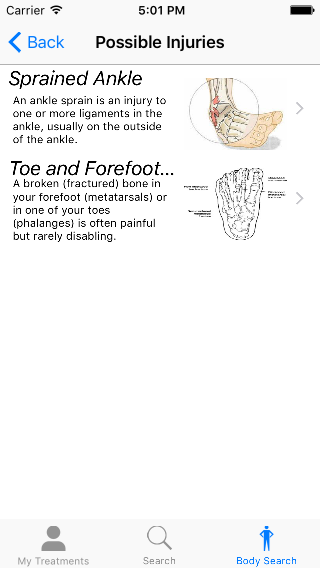 Carrier 5:01 PM
Back Possible Injuries
Sprained Ankle
An ankle sprain is an injury to
one or more ligaments in the
ankle, usually on the outside
of the ankle.
Toe and Forefoot...
A broken (fractured) bone in
your forefoot (metatarsals) or
in one of your toes
(phalanges) is often painful
but rarely disabling.
My Treatments Search Body Search